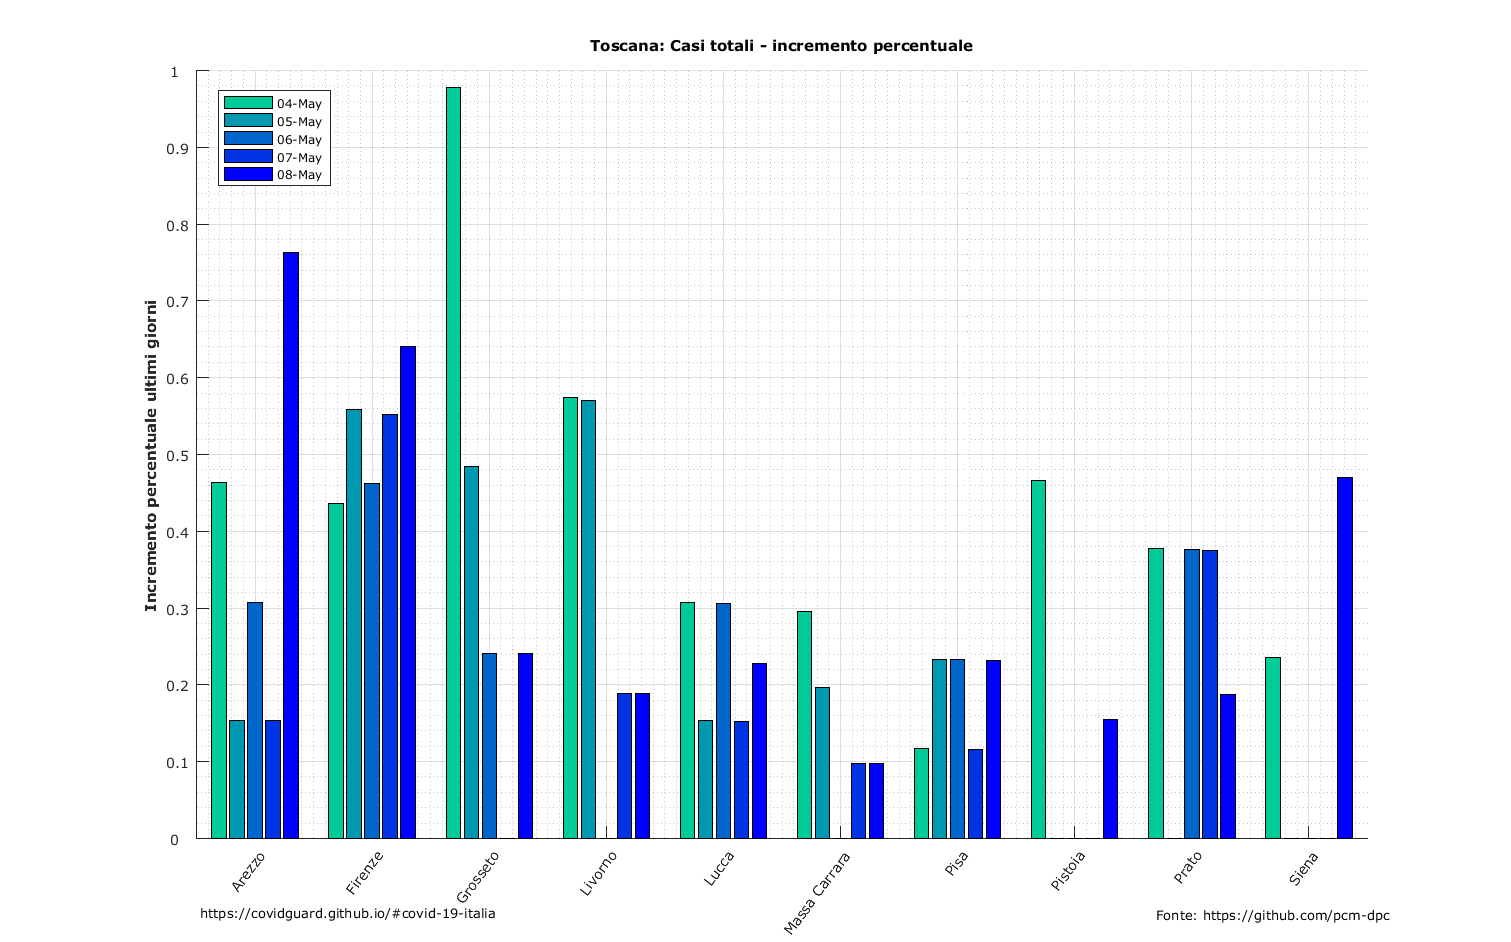 Toscana: Casi totali - incremento percentuale
Incremento percentuale ultimi giorni
1
0.9
0.8
0.7
0.6
0.5
0.4
0.3
0.2
0.1
0
04-May
05-May
06-May
07-May
08-May
Arezzo
Firenze
Grosseto
Livorno
Lucca
Massa Carrara
Pisa
Pistoia
Prato
Siena
https://covidguard.github.io/#covid-19-italia
Fonte: https://github.com/pcm-dpc